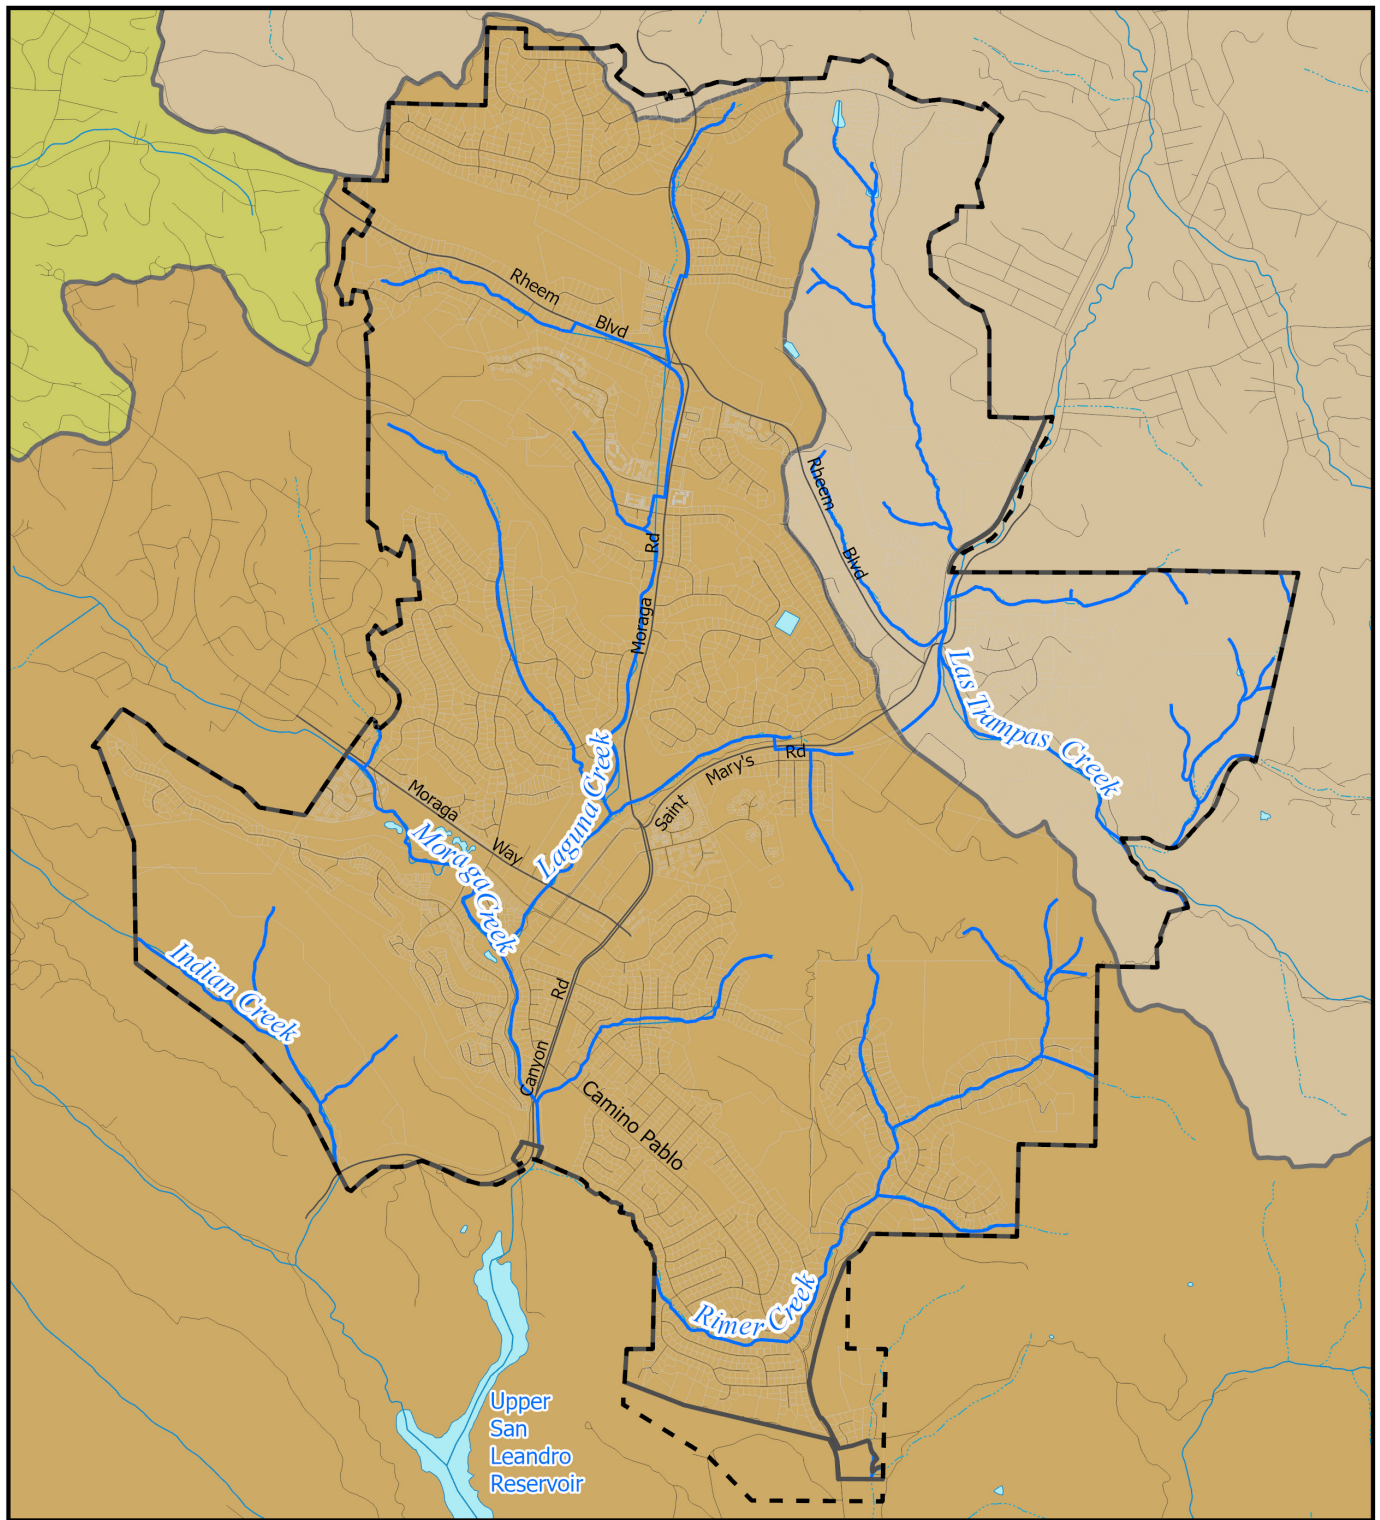 Rheem
Blvd
Rheem
Blvd
Rd
Moraga
Las Trampas Creek
Saint
Mary's
Rd
Laguna Creek
Moraga
Way
Moraga Creek
Indian Creek
Rd
Canyon
Camino Pablo
Rimer Creek
Upper
San
Leandro
Reservoir